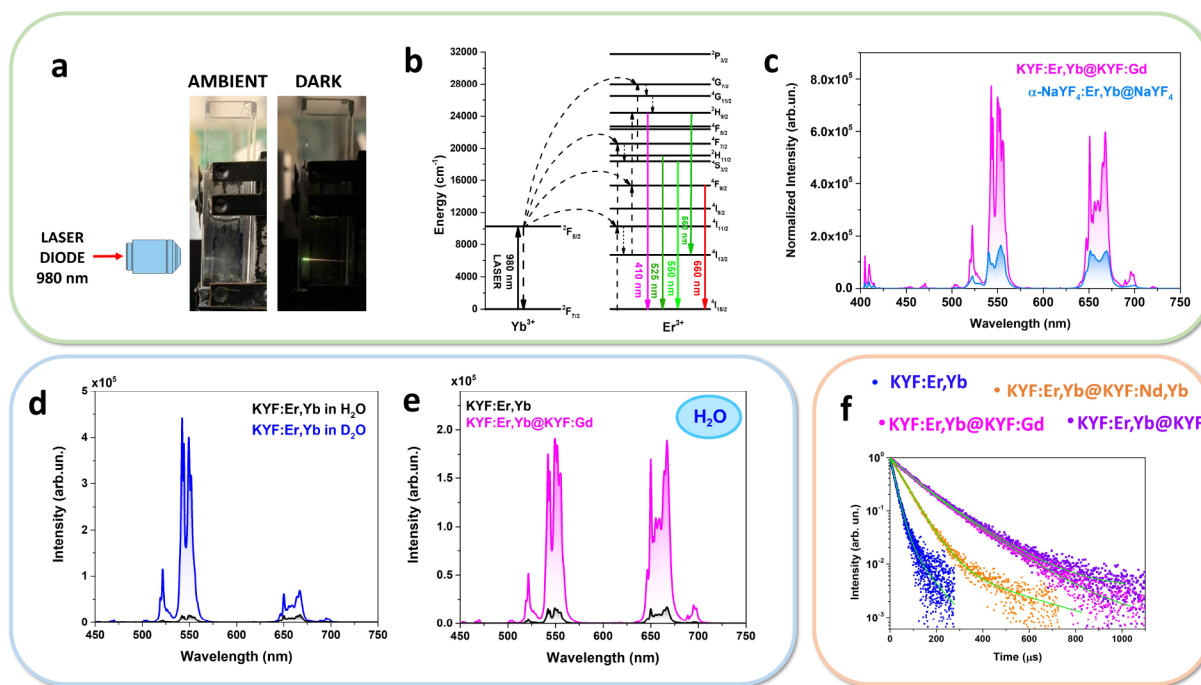 a
AMBIENT DARK
LASER
DIODE
980 nm
b
Energy (cm⁻¹)
32000
28000
24000
20000
16000
12000
8000
4000
0
²F₅/₂
²F₇/₂
980 nm
LASER
Yb³⁺
²P₃/₂
⁴G₇/₂
⁴G₁₁/₂
²H₉/₂
⁴F₅/₂
⁴F₇/₂
²H₁₁/₂
⁴S₃/₂
⁴F₉/₂
⁴I₉/₂
⁴I₁₁/₂
⁴I₁₃/₂
⁴I₁₅/₂
410 nm
525 nm
550 nm
560 nm
660 nm
Er³⁺
c
KYF:Er,Yb@KYF:Gd
α-NaYF₄:Er,Yb@NaYF₄
Normalized Intensity (arb.un.)
8.0x10⁵
6.0x10⁵
4.0x10⁵
2.0x10⁵
0.0
400 450 500 550 600 650 700 750
Wavelength (nm)
d
x10⁵
KYF:Er,Yb in H₂O
KYF:Er,Yb in D₂O
Intensity (arb.un.)
5
4
3
2
1
0
450 500 550 600 650 700 750
Wavelength (nm)
e
x10⁵
KYF:Er,Yb
KYF:Er,Yb@KYF:Gd
H₂O
Intensity (arb.un.)
2.0
1.5
1.0
0.5
0.0
450 500 550 600 650 700 750
Wavelength (nm)
f
KYF:Er,Yb
KYF:Er,Yb@KYF:Nd,Yb
KYF:Er,Yb@KYF:Gd
KYF:Er,Yb@KYF
Intensity (arb. un.)
10⁰
10⁻¹
10⁻²
10⁻³
0 200 400 600 800 1000
Time (μs)